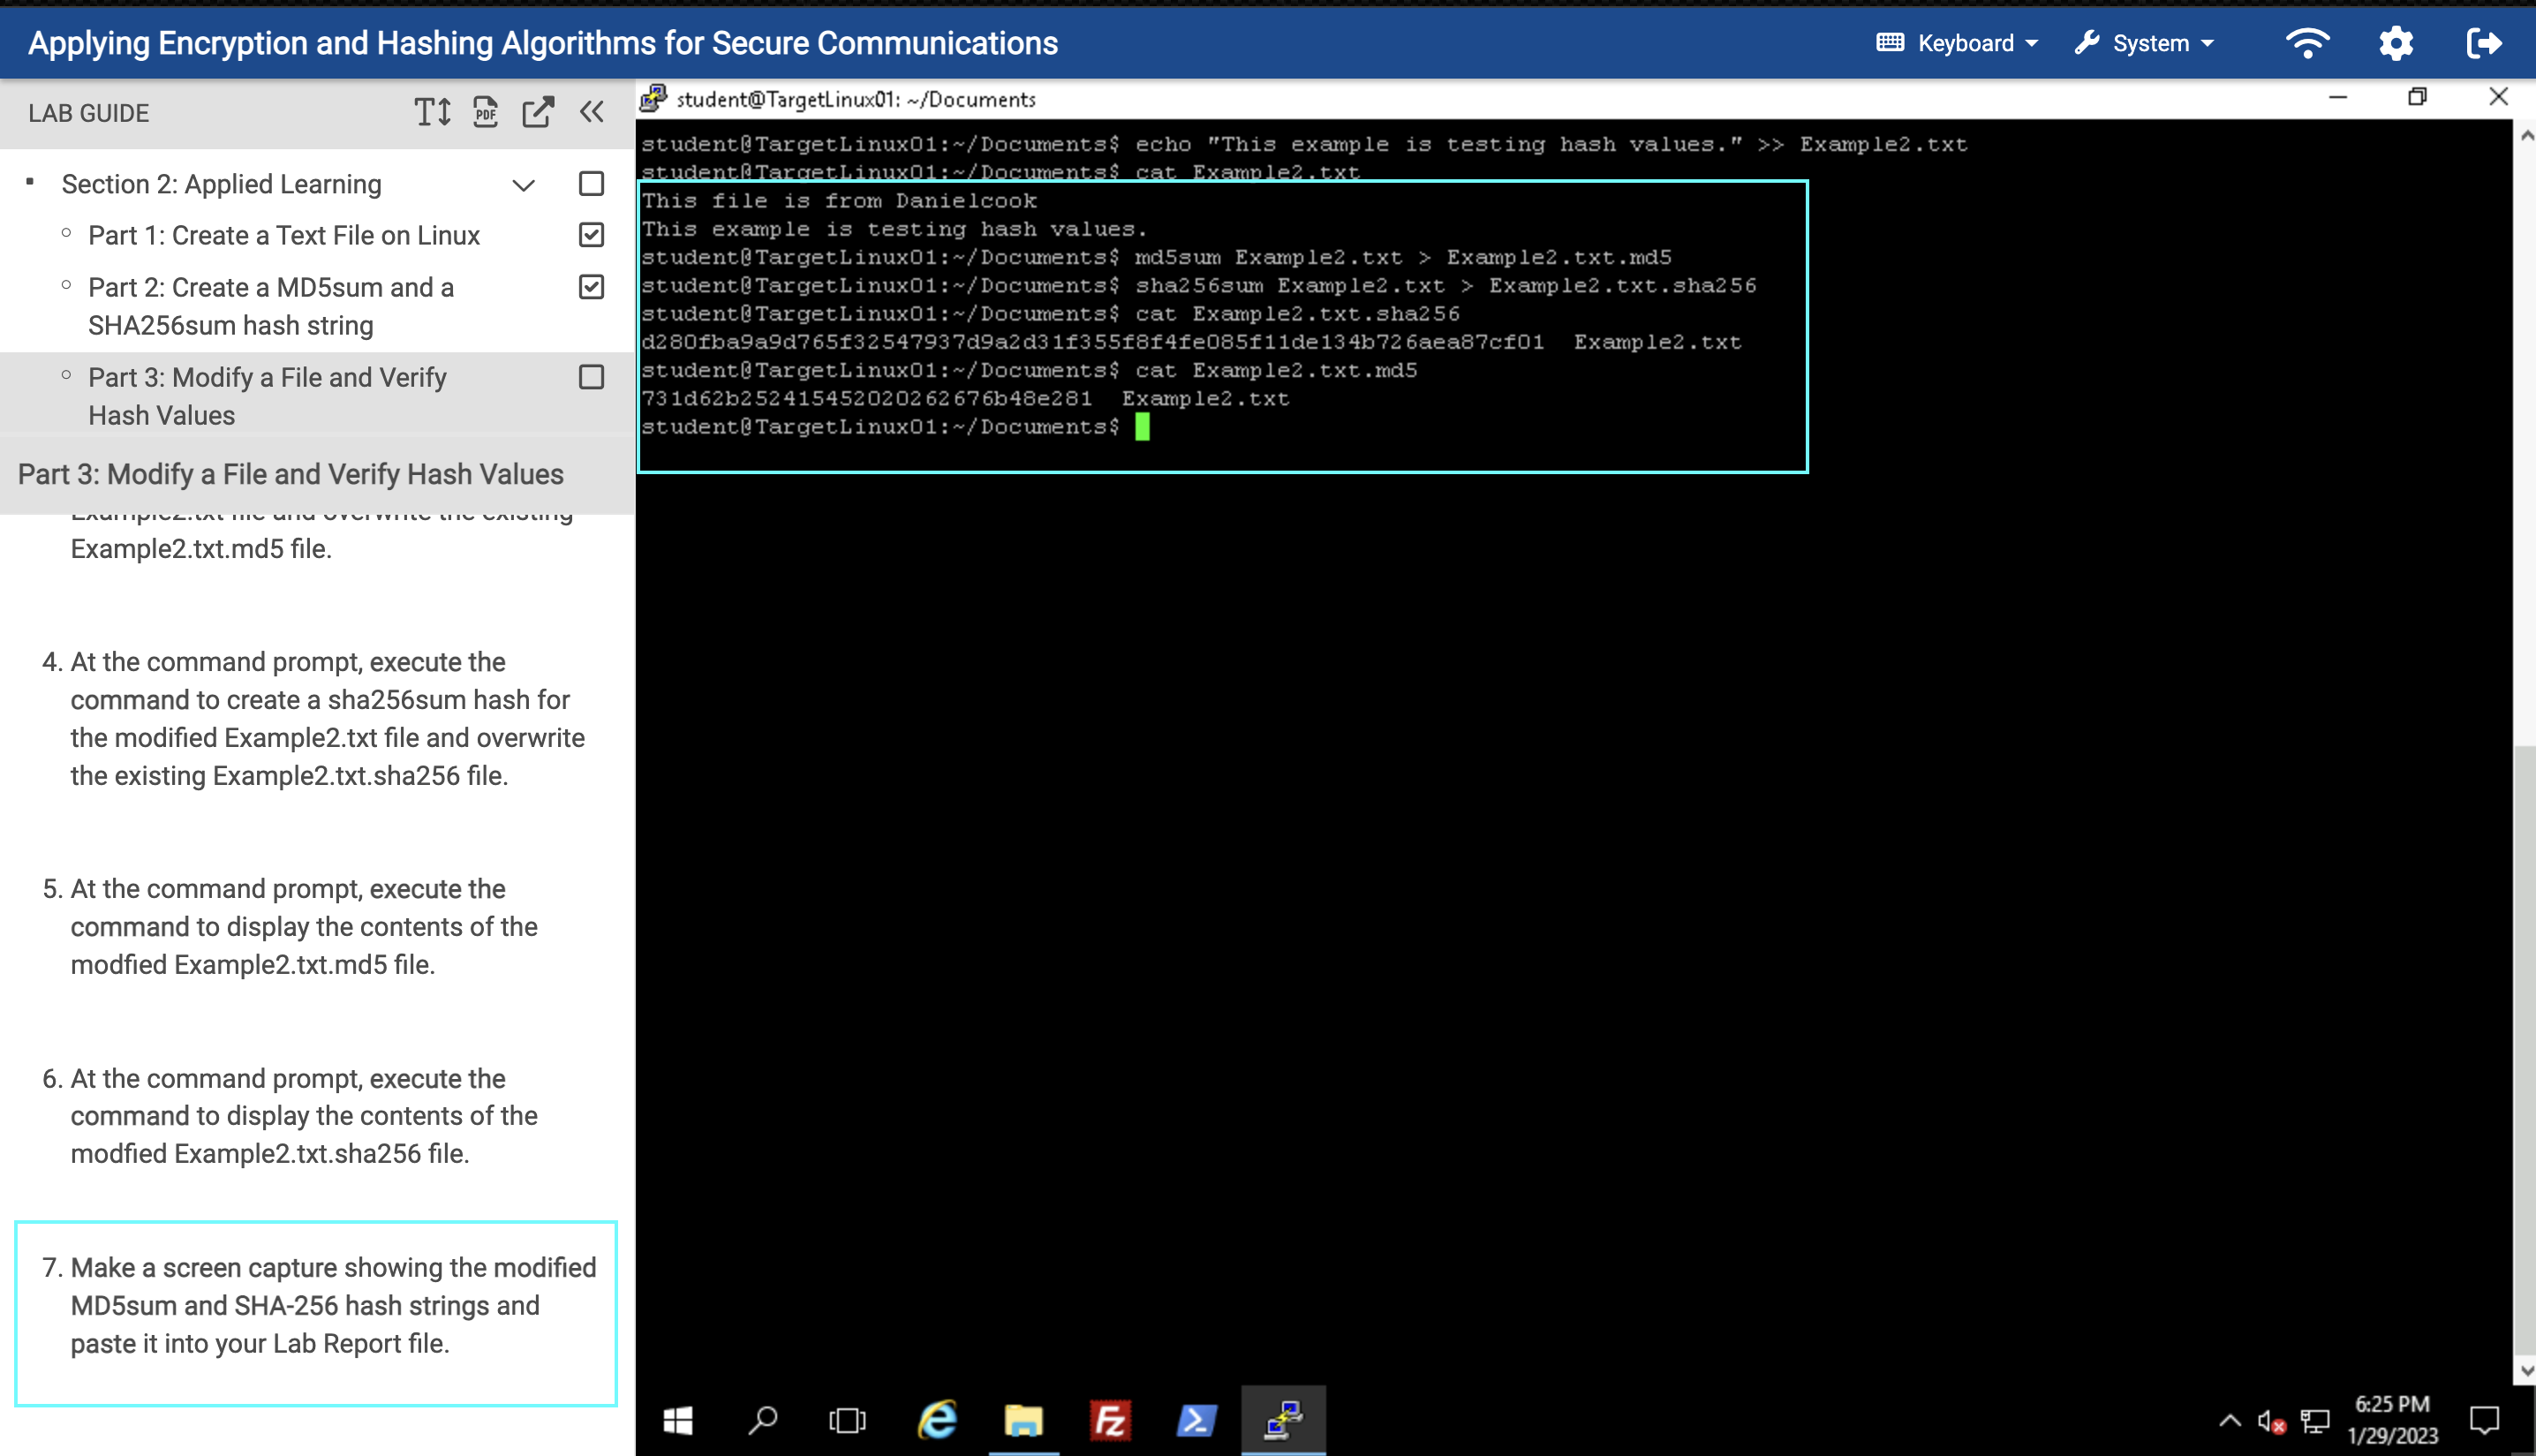 Applying Encryption and Hashing Algorithms for Secure Communications
Keyboard
System
LAB GUIDE
PDF
Section 2: Applied Learning
Part 1: Create a Text File on Linux
Part 2: Create a MD5sum and a
SHA256sum hash string
Part 3: Modify a File and Verify
Hash Values
Part 3: Modify a File and Verify Hash Values
Example2.txt file and overwrite the existing
Example2.txt.md5 file.
4. At the command prompt, execute the
command to create a sha256sum hash for
the modified Example2.txt file and overwrite
the existing Example2.txt.sha256 file.
5. At the command prompt, execute the
command to display the contents of the
modfied Example2.txt.md5 file.
6. At the command prompt, execute the
command to display the contents of the
modfied Example2.txt.sha256 file.
7. Make a screen capture showing the modified
MD5sum and SHA-256 hash strings and
paste it into your Lab Report file.
student@TargetLinux01: ~/Documents
student@TargetLinux01:~/Documents$ echo "This example is testing hash values." >> Example2.txt
student@TargetLinux01:~/Documents$ cat Example2.txt
This file is from Danielcook
This example is testing hash values.
student@TargetLinux01:~/Documents$ md5sum Example2.txt > Example2.txt.md5
student@TargetLinux01:~/Documents$ sha256sum Example2.txt > Example2.txt.sha256
student@TargetLinux01:~/Documents$ cat Example2.txt.sha256
d280fba9a9d765f32547937d9a2d31f355f8f4fe085f11de134b726aea87cf01  Example2.txt
student@TargetLinux01:~/Documents$ cat Example2.txt.md5
731d62b252415452020262676b48e281  Example2.txt
student@TargetLinux01:~/Documents$
6:25 PM
1/29/2023